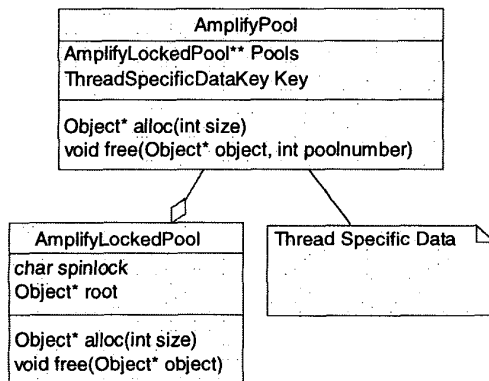 AmplifyPool
AmplifyLockedPool** Pools
ThreadSpecificDataKey Key
Object* alloc(int size)
void free(Object* object, int poolnumber)
AmplifyLockedPool
char spinlock
Object* root
Object* alloc(int size)
void free(Object* object)
Thread Specific Data